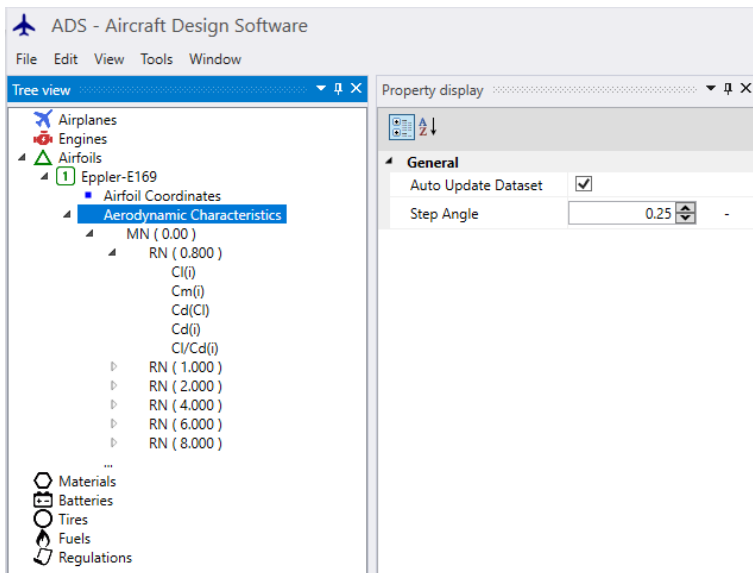 ADS - Aircraft Design Software
File Edit View Tools Window
Tree view
Airplanes
Engines
Airfoils
1 Eppler-E169
Airfoil Coordinates
Aerodynamic Characteristics
MN ( 0.00 )
RN ( 0.800 )
Cl(i)
Cm(i)
Cd(Cl)
Cd(i)
Cl/Cd(i)
RN ( 1.000 )
RN ( 2.000 )
RN ( 4.000 )
RN ( 6.000 )
RN ( 8.000 )
...
Materials
Batteries
Tires
Fuels
Regulations
Property display
A
Z
General
Auto Update Dataset
Step Angle 0.25 -